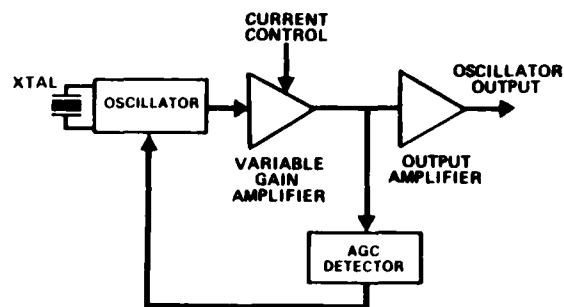 CURRENT
CONTROL
XTAL
OSCILLATOR
VARIABLE
GAIN
AMPLIFIER
OSCILLATOR
OUTPUT
OUTPUT
AMPLIFIER
AGC
DETECTOR